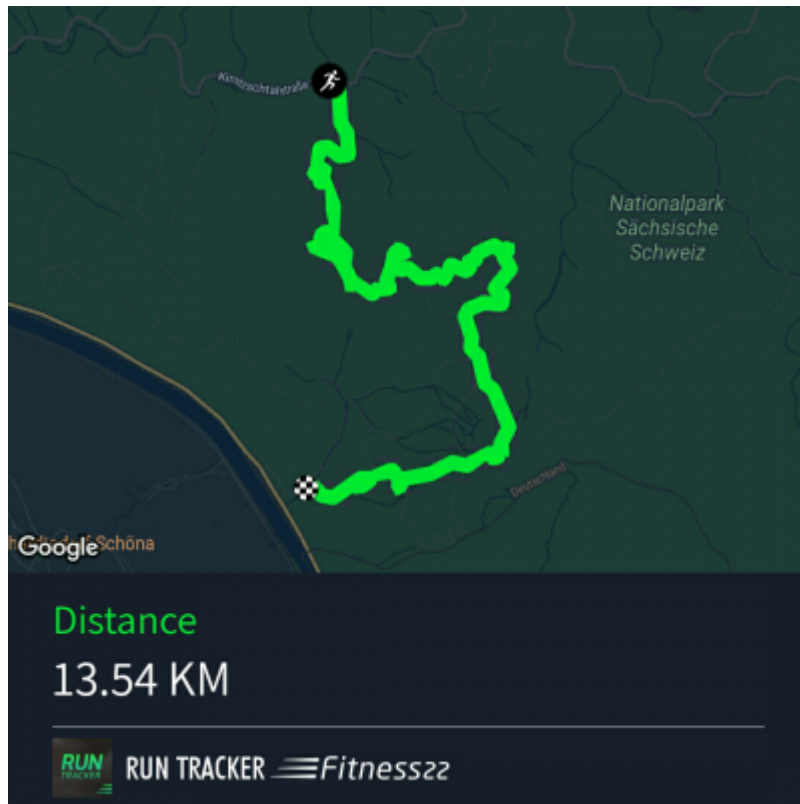 Kirnitzschtalstraße
Nationalpark
Sächsische
Schweiz
Deutschland
Google
Schöna
Distance
13.54 KM
RUN
TRACKER
RUN TRACKER Fitness22